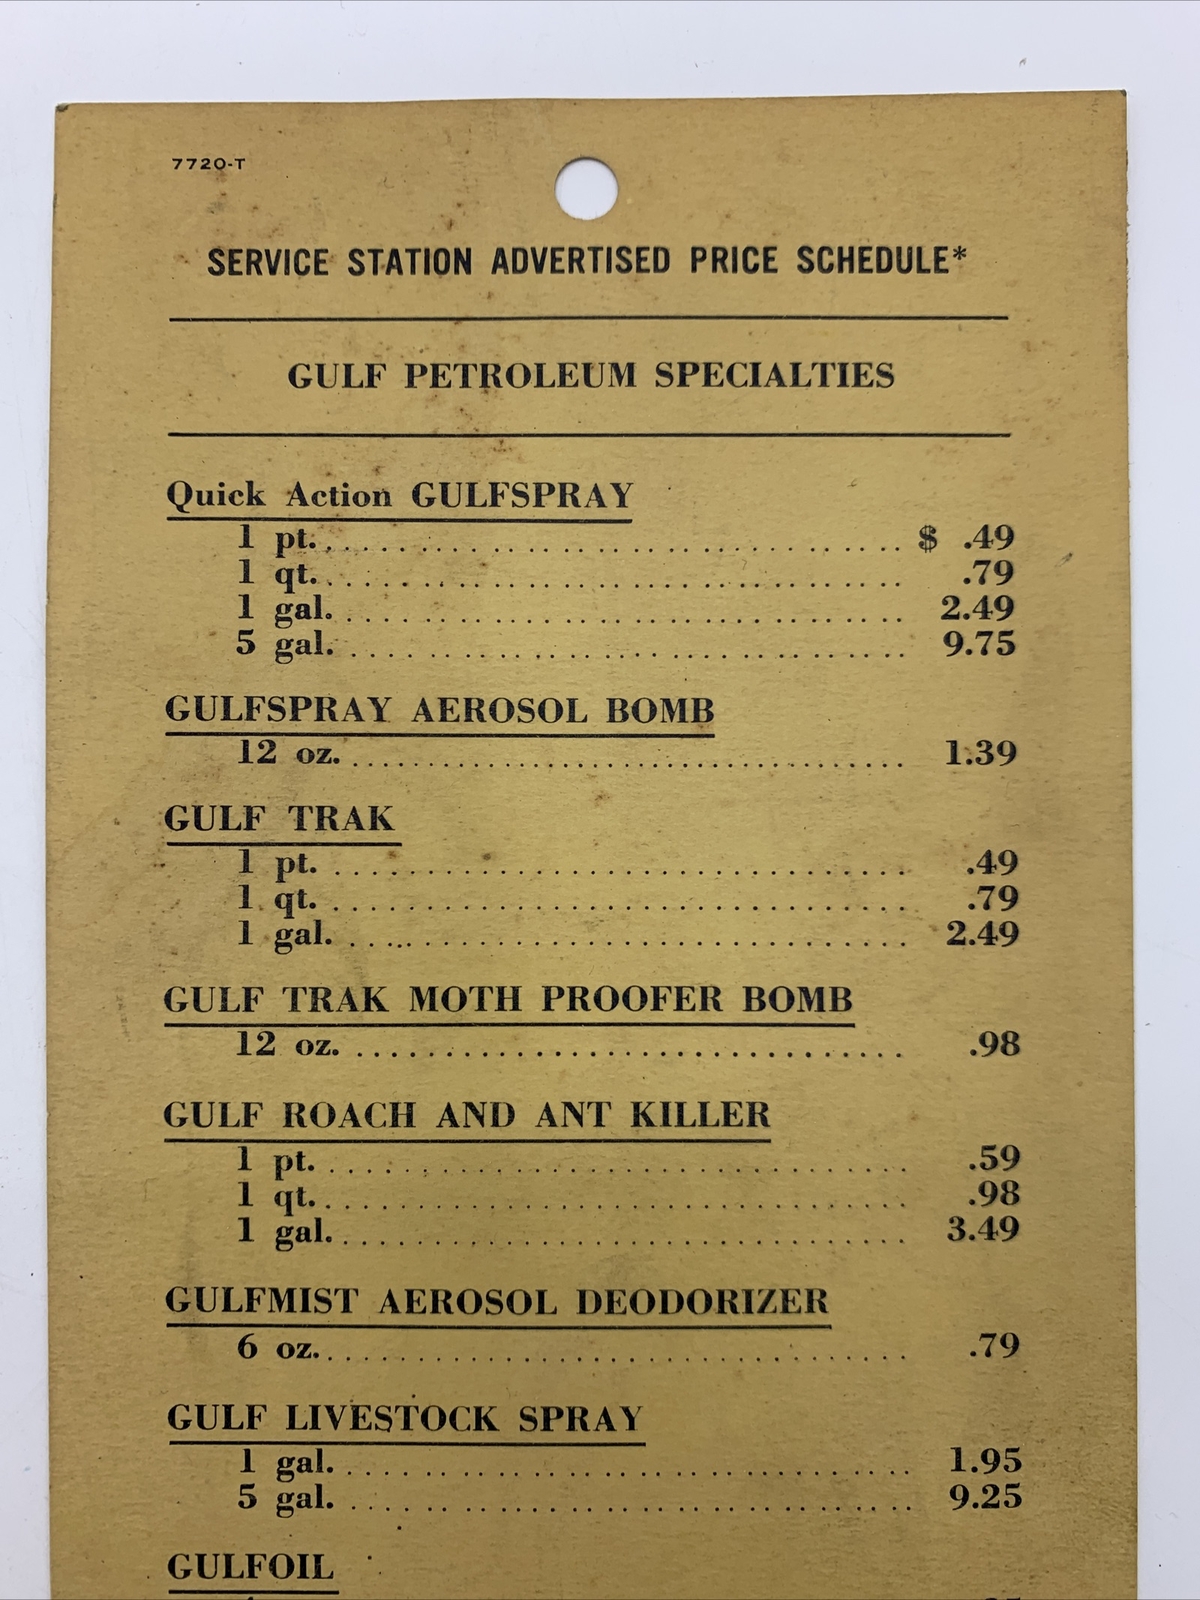 7720-T
SERVICE STATION ADVERTISED PRICE SCHEDULE*
GULF PETROLEUM SPECIALTIES
Quick Action GULFSPRAY
1 pt. . . . . . . . . . . . . . . . . . . . . . . . $ .49
1 qt. . . . . . . . . . . . . . . . . . . . . . . . .79
1 gal. . . . . . . . . . . . . . . . . . . . . . . . 2.49
5 gal. . . . . . . . . . . . . . . . . . . . . . . . 9.75
GULFSPRAY AEROSOL BOMB
12 oz. . . . . . . . . . . . . . . . . . . . . . . . 1.39
GULF TRAK
1 pt. . . . . . . . . . . . . . . . . . . . . . . . .49
1 qt. . . . . . . . . . . . . . . . . . . . . . . . .79
1 gal. . . . . . . . . . . . . . . . . . . . . . . . 2.49
GULF TRAK MOTH PROOFER BOMB
12 oz. . . . . . . . . . . . . . . . . . . . . . . . .98
GULF ROACH AND ANT KILLER
1 pt. . . . . . . . . . . . . . . . . . . . . . . . .59
1 qt. . . . . . . . . . . . . . . . . . . . . . . . .98
1 gal. . . . . . . . . . . . . . . . . . . . . . . . 3.49
GULFMIST AEROSOL DEODORIZER
6 oz. . . . . . . . . . . . . . . . . . . . . . . . .79
GULF LIVESTOCK SPRAY
1 gal. . . . . . . . . . . . . . . . . . . . . . . . 1.95
5 gal. . . . . . . . . . . . . . . . . . . . . . . . 9.25
GULFOIL